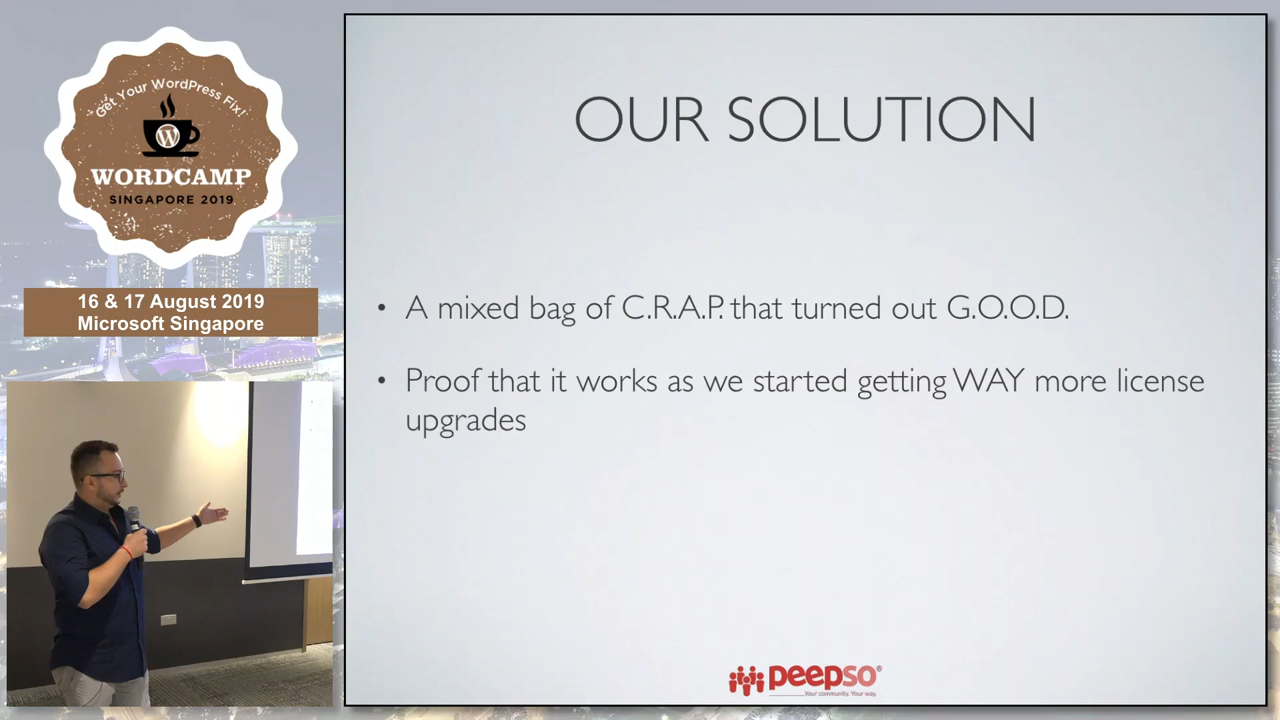 Get Your WordPress Fix!
W
WORDCAMP
SINGAPORE 2019
16 & 17 August 2019
Microsoft Singapore
OUR SOLUTION
• A mixed bag of C.R.A.P. that turned out G.O.O.D.
• Proof that it works as we started getting WAY more license
upgrades
peepso®
Your community. Your way.